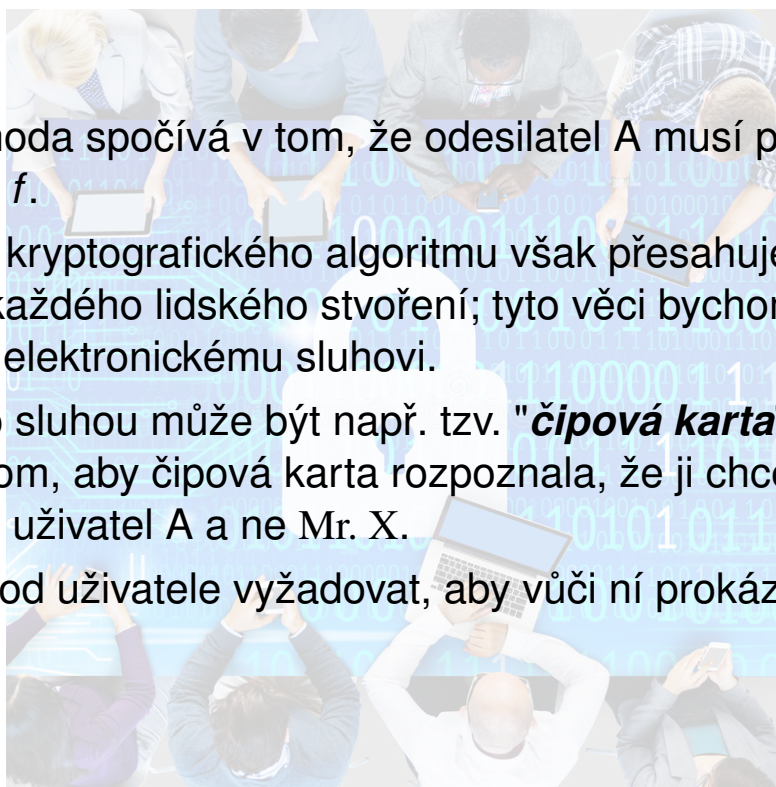 oda spočívá v tom, že odesilatel A musí p
f.
kryptografického algoritmu však přesahuje
každého lidského stvoření; tyto věci bychom
elektronickému sluhovi.
sluhou může být např. tzv. "čipová karta
om, aby čipová karta rozpoznala, že ji chce
uživatel A a ne Mr. X.
od uživatele vyžadovat, aby vůči ní prokáz